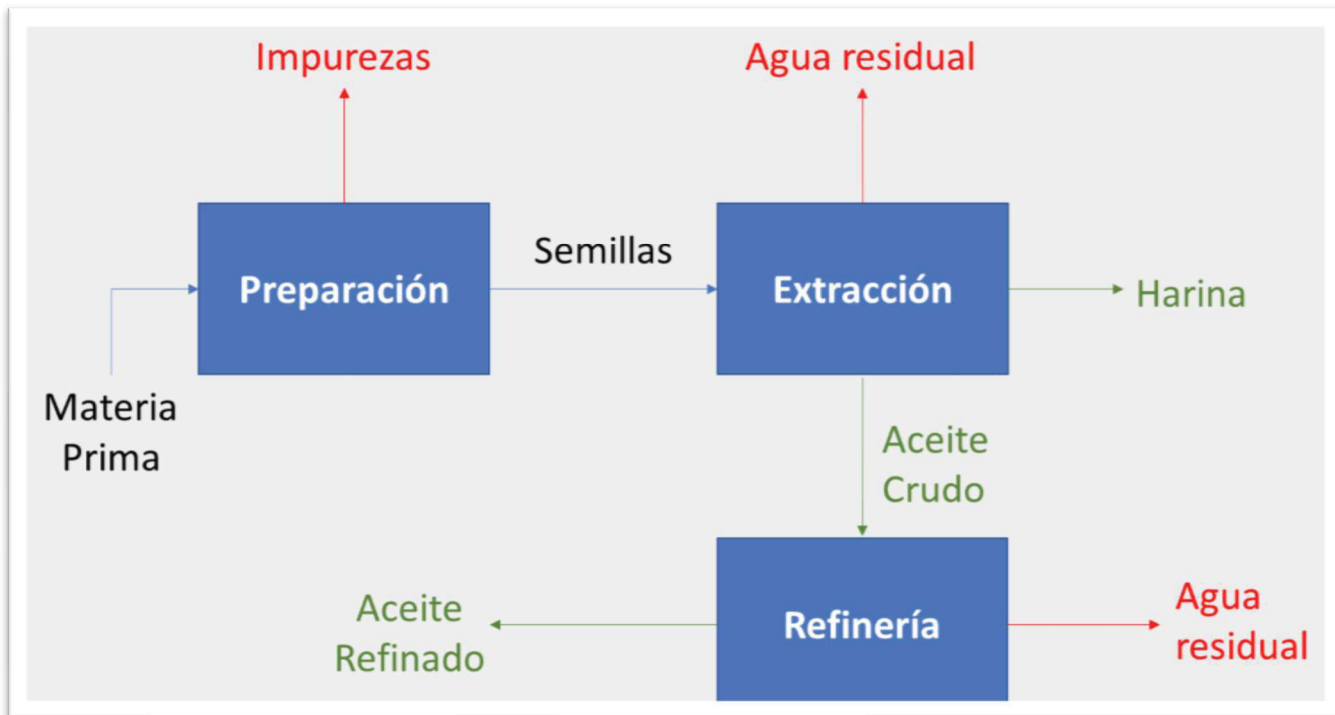 Impurezas
Agua residual
Semillas
Preparación
Extracción
Harina
Materia
Prima
Aceite
Crudo
Aceite
Refinado
Refinería
Agua
residual